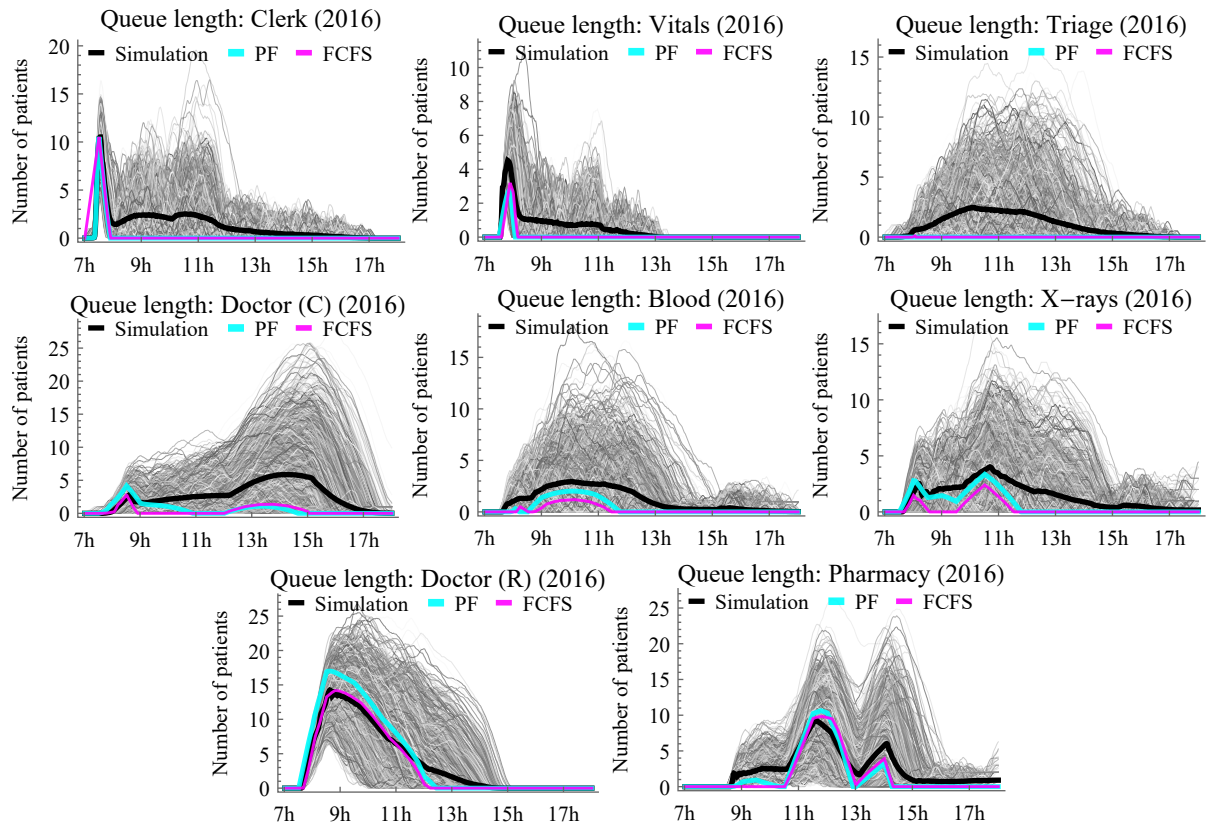 Queue length: Clerk (2016)
Simulation PF FCFS
Number of patients
20
15
10
5
0
7h 9h 11h 13h 15h 17h
Queue length: Vitals (2016)
Simulation PF FCFS
Number of patients
10
8
6
4
2
0
7h 9h 11h 13h 15h 17h
Queue length: Triage (2016)
Simulation PF FCFS
Number of patients
15
10
5
0
7h 9h 11h 13h 15h 17h
Queue length: Doctor (C) (2016)
Simulation PF FCFS
Number of patients
25
20
15
10
5
0
7h 9h 11h 13h 15h 17h
Queue length: Blood (2016)
Simulation PF FCFS
Number of patients
15
10
5
0
7h 9h 11h 13h 15h 17h
Queue length: X−rays (2016)
Simulation PF FCFS
Number of patients
15
10
5
0
7h 9h 11h 13h 15h 17h
Queue length: Doctor (R) (2016)
Simulation PF FCFS
Number of patients
25
20
15
10
5
0
7h 9h 11h 13h 15h 17h
Queue length: Pharmacy (2016)
Simulation PF FCFS
Number of patients
25
20
15
10
5
0
7h 9h 11h 13h 15h 17h